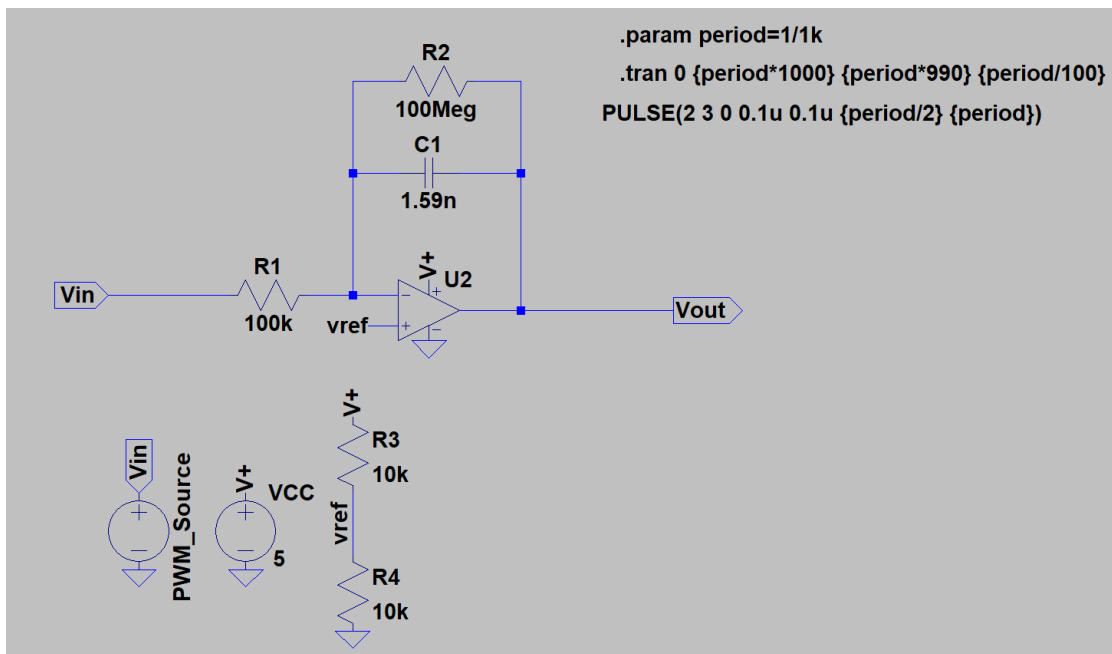 .param period=1/1k
.tran 0 {period*1000} {period*990} {period/100}
PULSE(2 3 0 0.1u 0.1u {period/2} {period})
R2
100Meg
C1
1.59n
V+
U2
R1
Vin
100k
vref
Vout
V+
R3
10k
vref
R4
10k
Vin
PWM_Source
V+
VCC
5